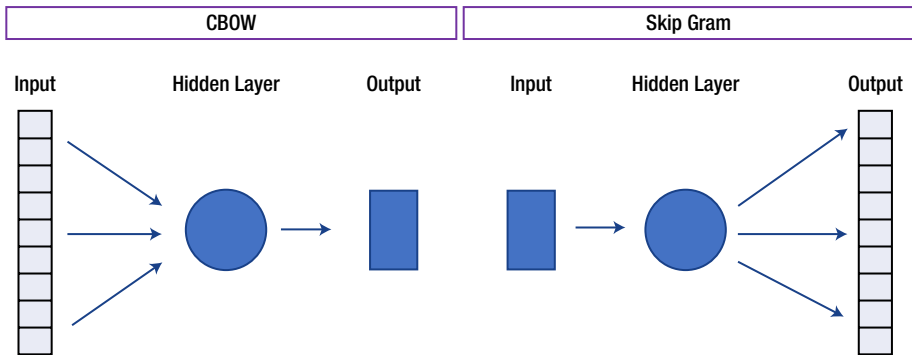 CBOW
Skip Gram
Input Hidden Layer Output Input Hidden Layer Output